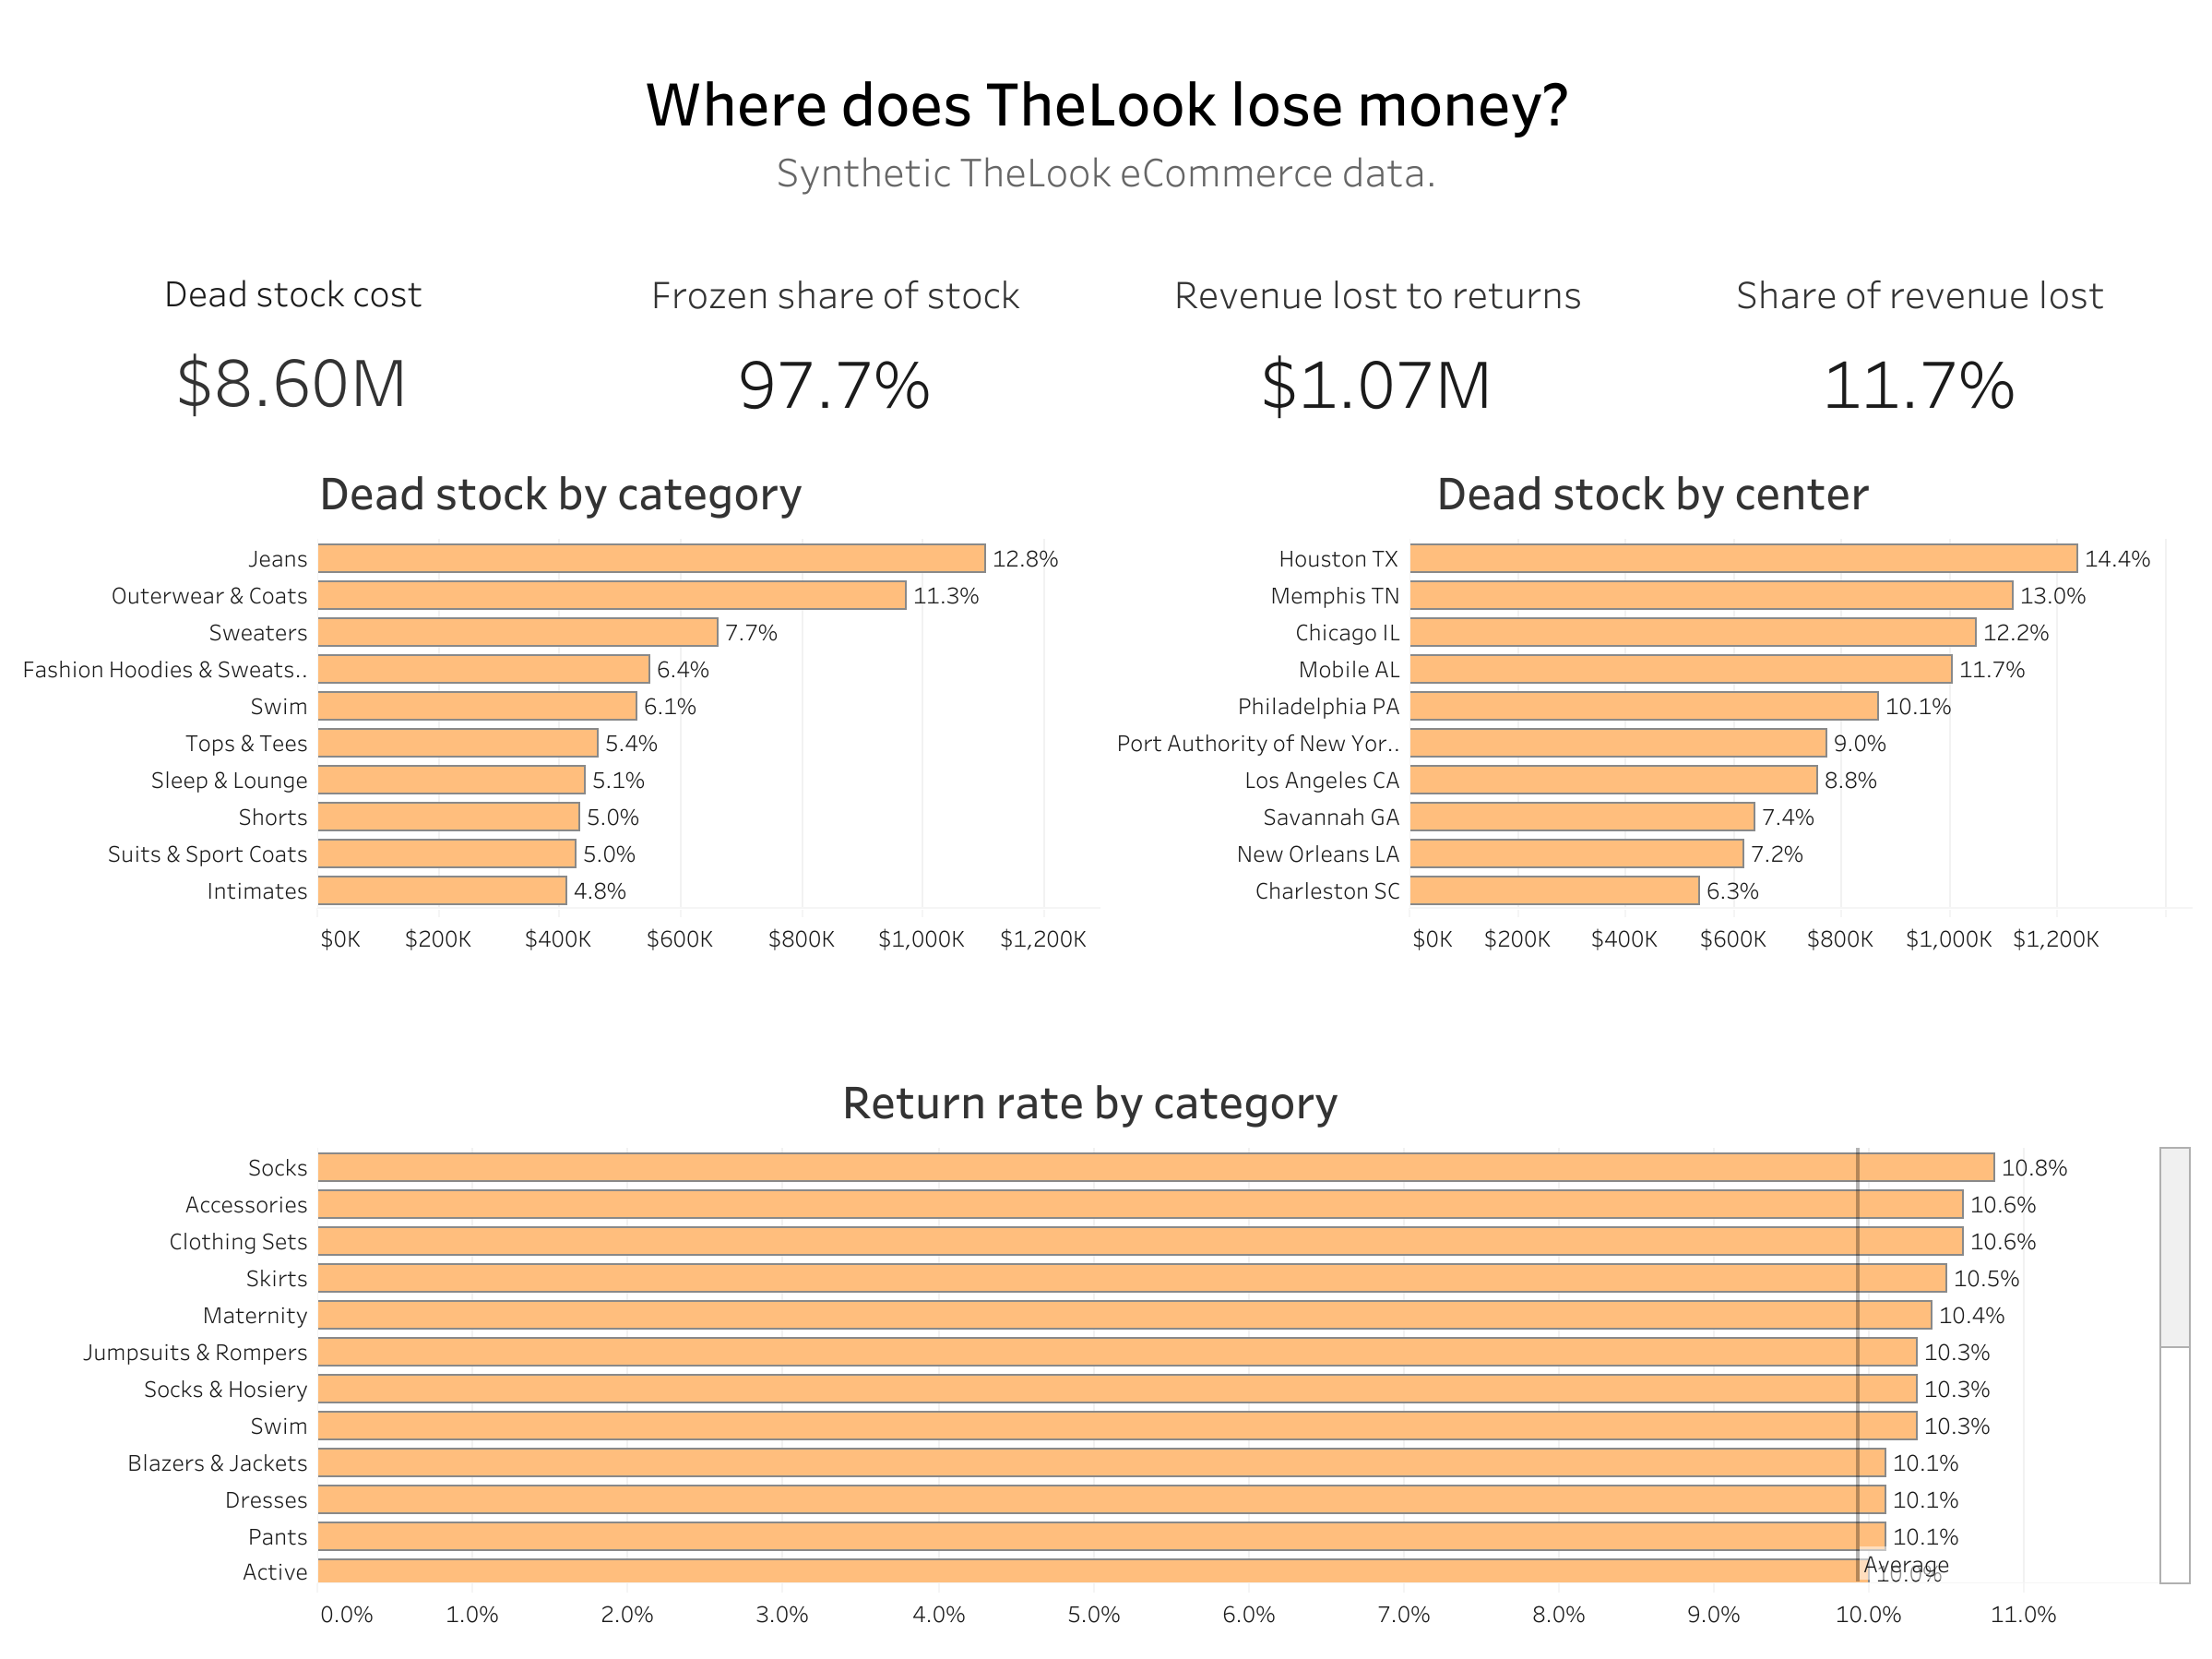 Where does TheLook lose money?
Synthetic TheLook eCommerce data.
Dead stock cost
Frozen share of stock
Revenue lost to returns
Share of revenue lost
$8.60M
97.7%
$1.07M
11.7%
Dead stock by category
Jeans 12.8%
Outerwear & Coats 11.3%
Sweaters 7.7%
Fashion Hoodies & Sweats.. 6.4%
Swim 6.1%
Tops & Tees 5.4%
Sleep & Lounge 5.1%
Shorts 5.0%
Suits & Sport Coats 5.0%
Intimates 4.8%
$0K $200K $400K $600K $800K $1,000K $1,200K
Dead stock by center
Houston TX 14.4%
Memphis TN 13.0%
Chicago IL 12.2%
Mobile AL 11.7%
Philadelphia PA 10.1%
Port Authority of New Yor.. 9.0%
Los Angeles CA 8.8%
Savannah GA 7.4%
New Orleans LA 7.2%
Charleston SC 6.3%
$0K $200K $400K $600K $800K $1,000K $1,200K
Return rate by category
Socks 10.8%
Accessories 10.6%
Clothing Sets 10.6%
Skirts 10.5%
Maternity 10.4%
Jumpsuits & Rompers 10.3%
Socks & Hosiery 10.3%
Swim 10.3%
Blazers & Jackets 10.1%
Dresses 10.1%
Pants 10.1%
Average
Active 10.0%
0.0% 1.0% 2.0% 3.0% 4.0% 5.0% 6.0% 7.0% 8.0% 9.0% 10.0% 11.0%